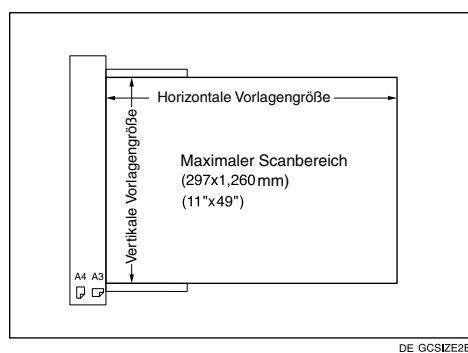 Horizontale Vorlagengröße
Vertikale Vorlagengröße
Maximaler Scanbereich
(297x1,260 mm)
(11"x49")
A4 A3
DE GCSIZE2E